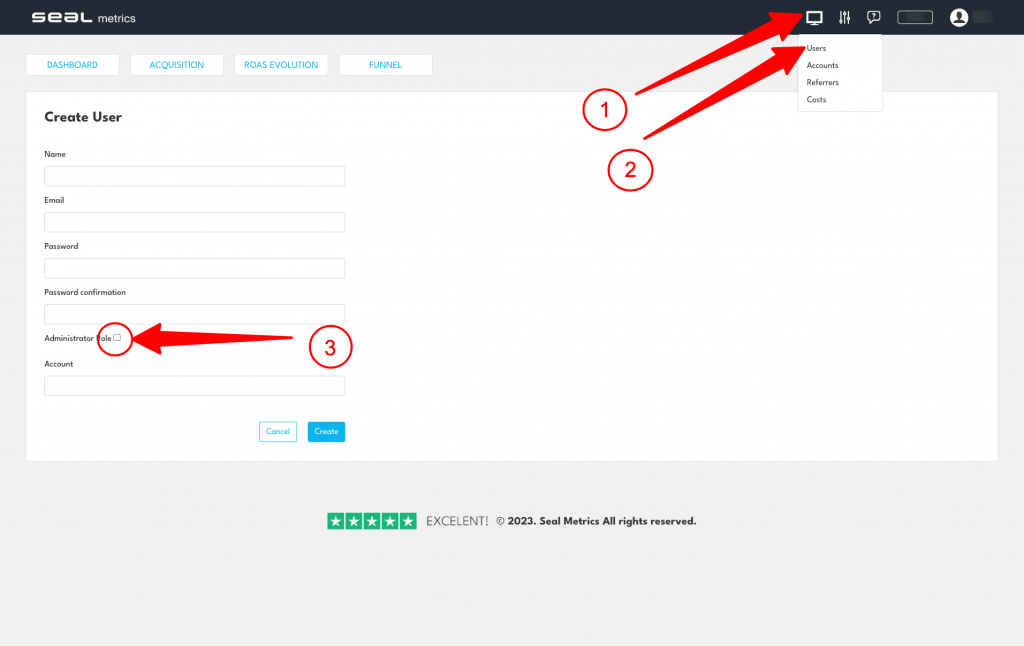 seal metrics
Users
Accounts
Referrers
Costs
DASHBOARD
ACQUISITION
ROAS EVOLUTION
FUNNEL
1
2
Create User
Name
Email
Password
Password confirmation
Administrator Role
3
Account
Cancel
Create
EXCELENT! © 2023. Seal Metrics All rights reserved.